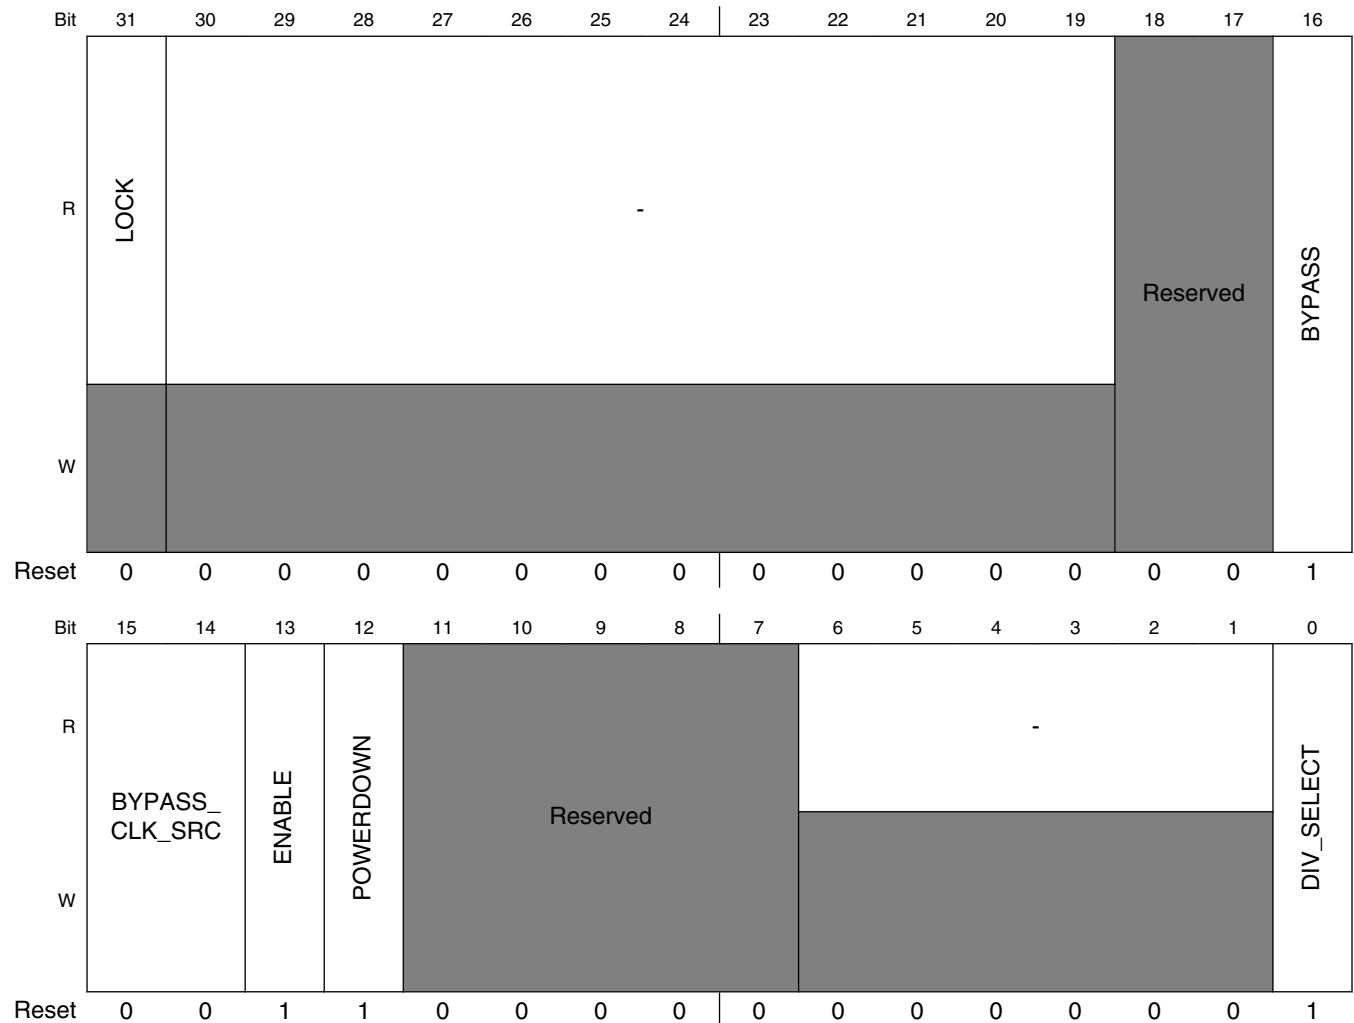 Bit 31 30 29 28 27 26 25 24 23 22 21 20 19 18 17 16
R LOCK - Reserved BYPASS
W
Reset 0 0 0 0 0 0 0 0 0 0 0 0 0 0 0 1
Bit 15 14 13 12 11 10 9 8 7 6 5 4 3 2 1 0
R BYPASS_
CLK_SRC ENABLE POWERDOWN Reserved - DIV_SELECT
W
Reset 0 0 1 1 0 0 0 0 0 0 0 0 0 0 0 1